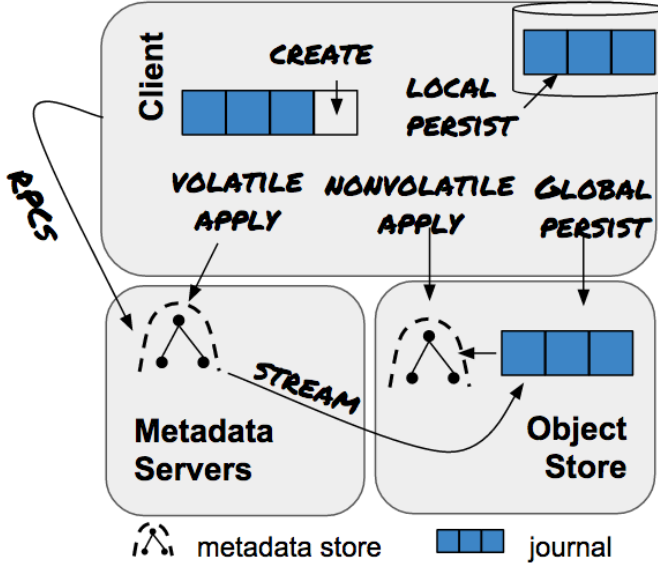 CREATE
Client
LOCAL
PERSIST
RPCS
VOLATILE
APPLY
NONVOLATILE
APPLY
GLOBAL
PERSIST
STREAM
Metadata
Servers
Object
Store
metadata store
journal